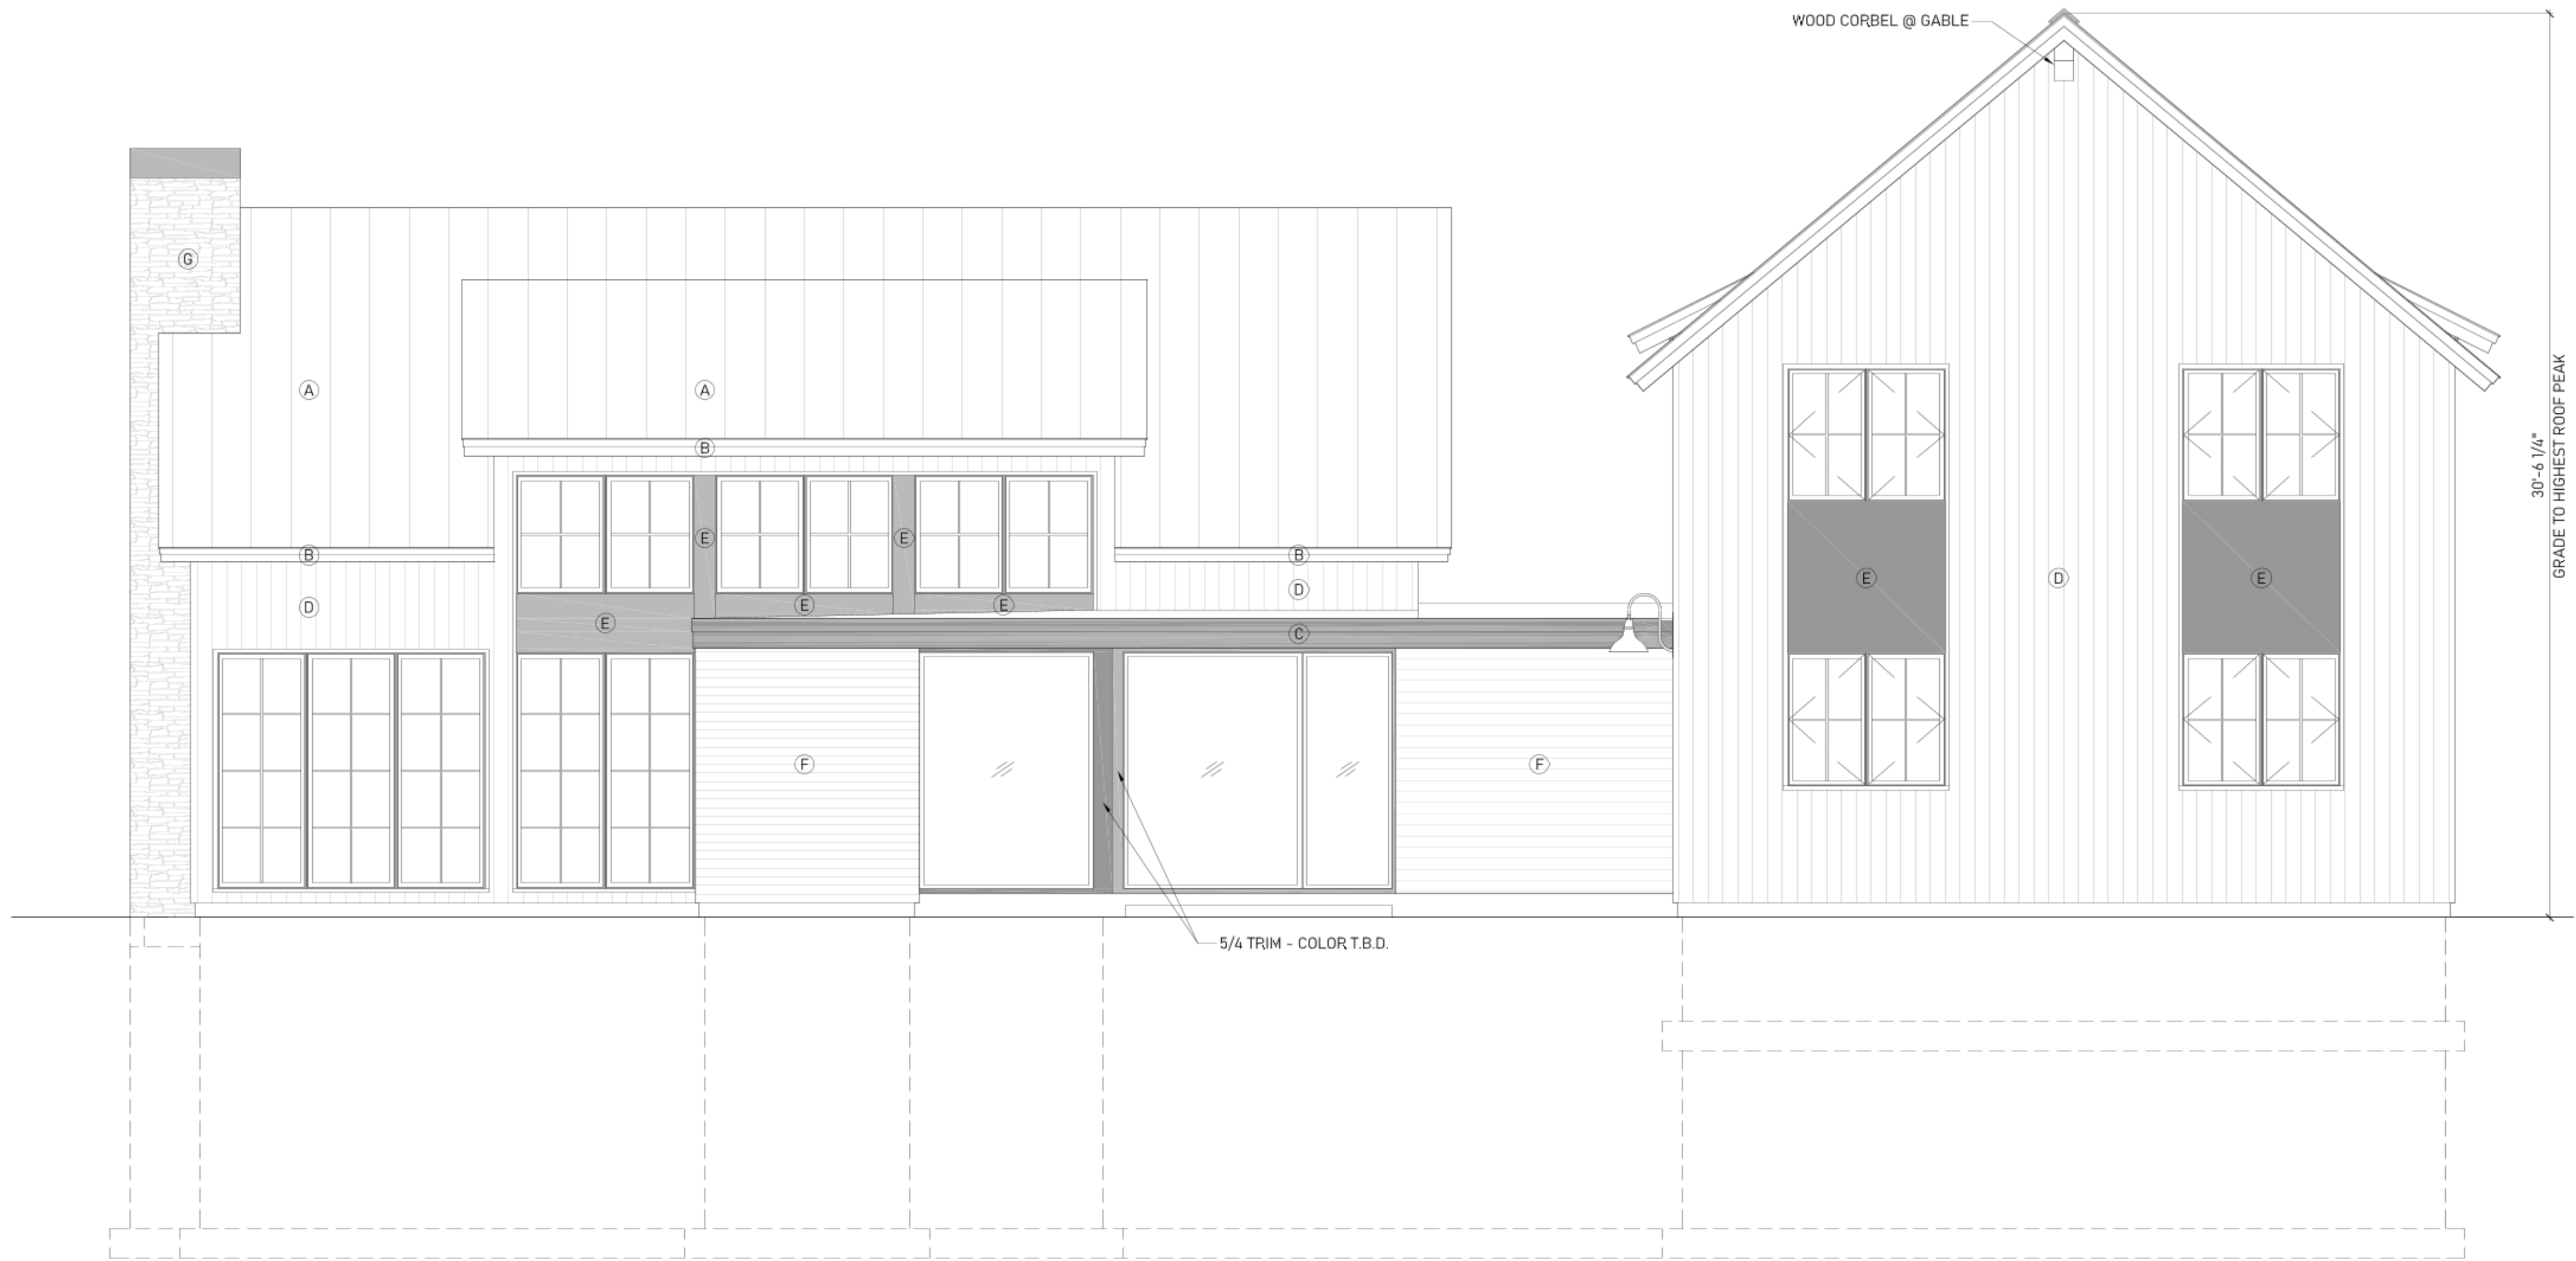 WOOD CORBEL @ GABLE
G
A
A
B
30'-6 1/4"
GRADE TO HIGHEST ROOF PEAK
E
E
B
B
D
D
E
D
E
E
E
E
E
C
F
F
5/4 TRIM - COLOR T.B.D.